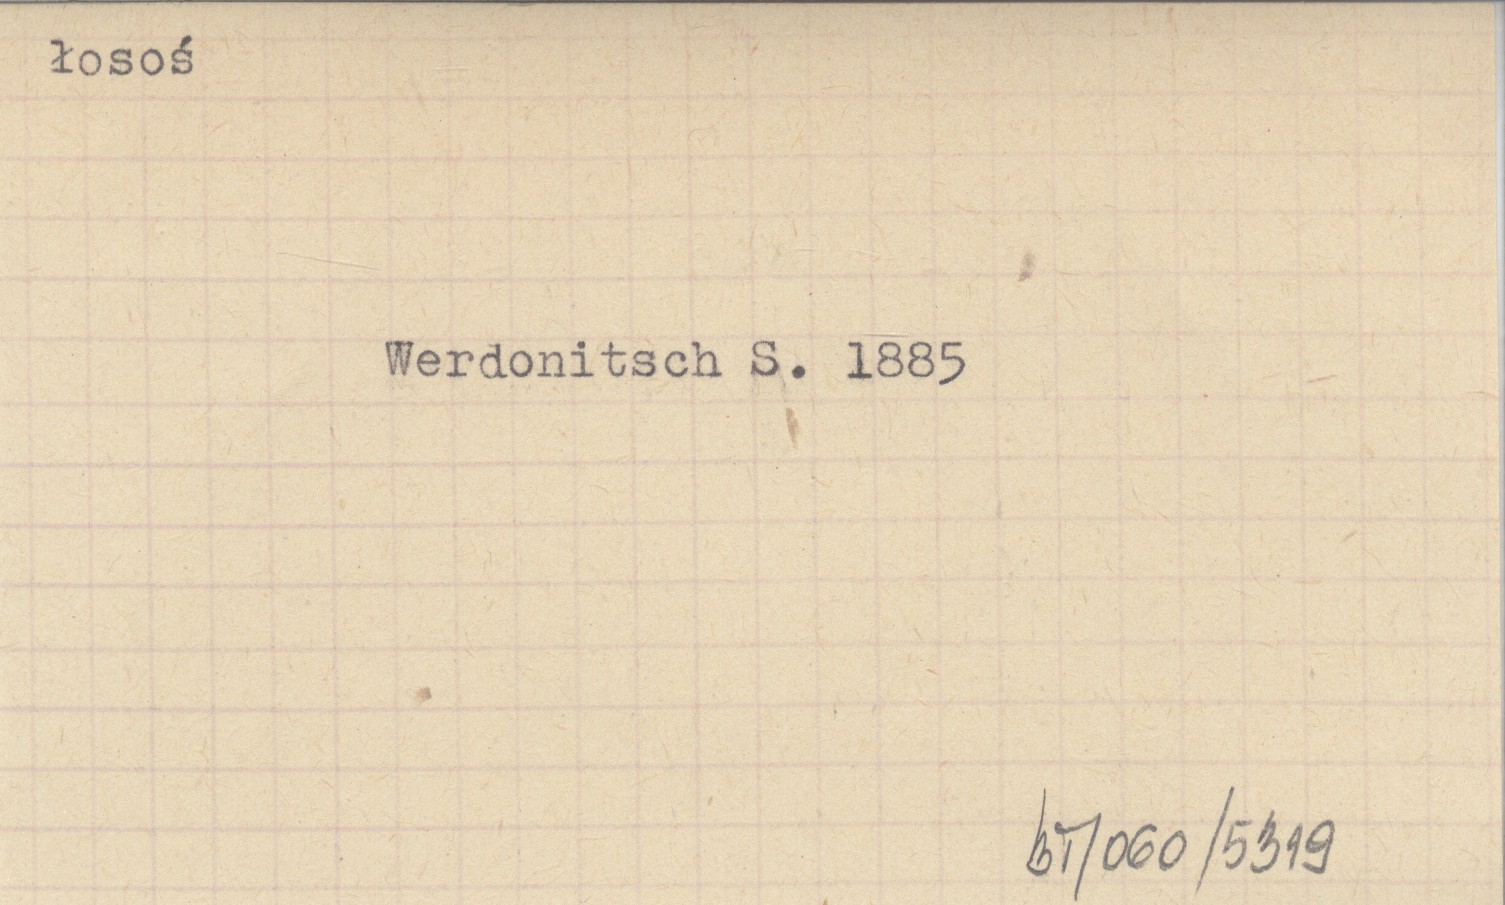 łosoś
Werdonitsch S. 1885
bT/060/5319